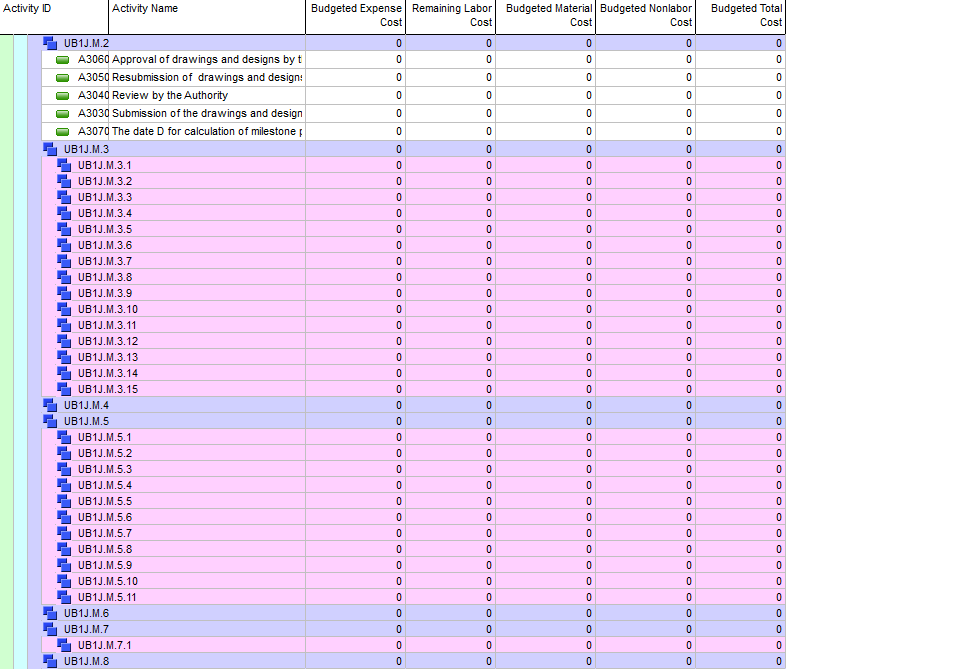 Activity ID Activity Name Budgeted Expense Cost Remaining Labor Cost Budgeted Material Cost Budgeted Nonlabor Cost Budgeted Total Cost
UB1J.M.2 0 0 0 0 0
A3060 Approval of drawings and designs by t 0 0 0 0 0
A3050 Resubmission of drawings and designs 0 0 0 0 0
A3040 Review by the Authority 0 0 0 0 0
A3030 Submission of the drawings and design 0 0 0 0 0
A3070 The date D for calculation of milestone p 0 0 0 0 0
UB1J.M.3 0 0 0 0 0
UB1J.M.3.1 0 0 0 0 0
UB1J.M.3.2 0 0 0 0 0
UB1J.M.3.3 0 0 0 0 0
UB1J.M.3.4 0 0 0 0 0
UB1J.M.3.5 0 0 0 0 0
UB1J.M.3.6 0 0 0 0 0
UB1J.M.3.7 0 0 0 0 0
UB1J.M.3.8 0 0 0 0 0
UB1J.M.3.9 0 0 0 0 0
UB1J.M.3.10 0 0 0 0 0
UB1J.M.3.11 0 0 0 0 0
UB1J.M.3.12 0 0 0 0 0
UB1J.M.3.13 0 0 0 0 0
UB1J.M.3.14 0 0 0 0 0
UB1J.M.3.15 0 0 0 0 0
UB1J.M.4 0 0 0 0 0
UB1J.M.5 0 0 0 0 0
UB1J.M.5.1 0 0 0 0 0
UB1J.M.5.2 0 0 0 0 0
UB1J.M.5.3 0 0 0 0 0
UB1J.M.5.4 0 0 0 0 0
UB1J.M.5.5 0 0 0 0 0
UB1J.M.5.6 0 0 0 0 0
UB1J.M.5.7 0 0 0 0 0
UB1J.M.5.8 0 0 0 0 0
UB1J.M.5.9 0 0 0 0 0
UB1J.M.5.10 0 0 0 0 0
UB1J.M.5.11 0 0 0 0 0
UB1J.M.6 0 0 0 0 0
UB1J.M.7 0 0 0 0 0
UB1J.M.7.1 0 0 0 0 0
UB1J.M.8 0 0 0 0 0